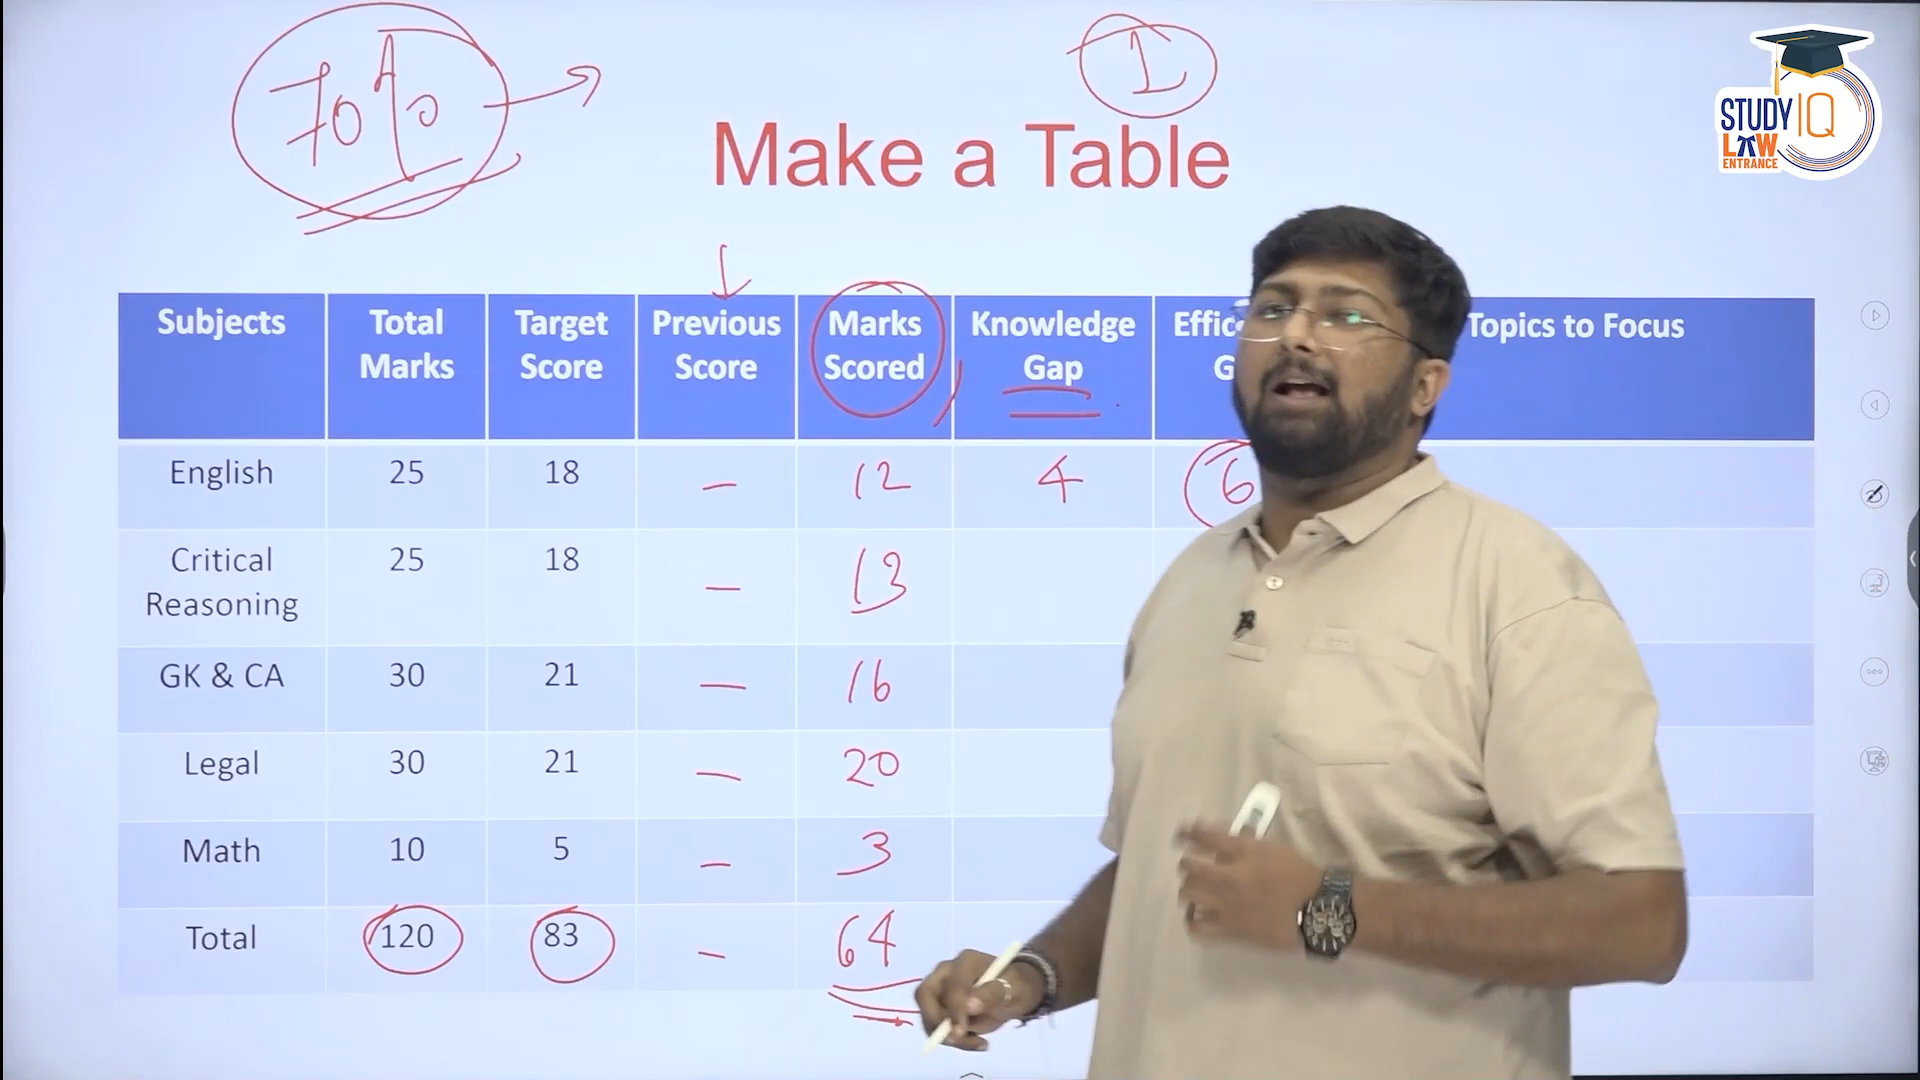 70%
1
STUDY IQ
LAW
ENTRANCE
Make a Table
Subjects Total Marks Target Score Previous Score Marks Scored Knowledge Gap Effic G Topics to Focus
English 25 18 - 12 4 6
Critical Reasoning 25 18 - 13
GK & CA 30 21 - 16
Legal 30 21 - 20
Math 10 5 - 3
Total 120 83 - 64